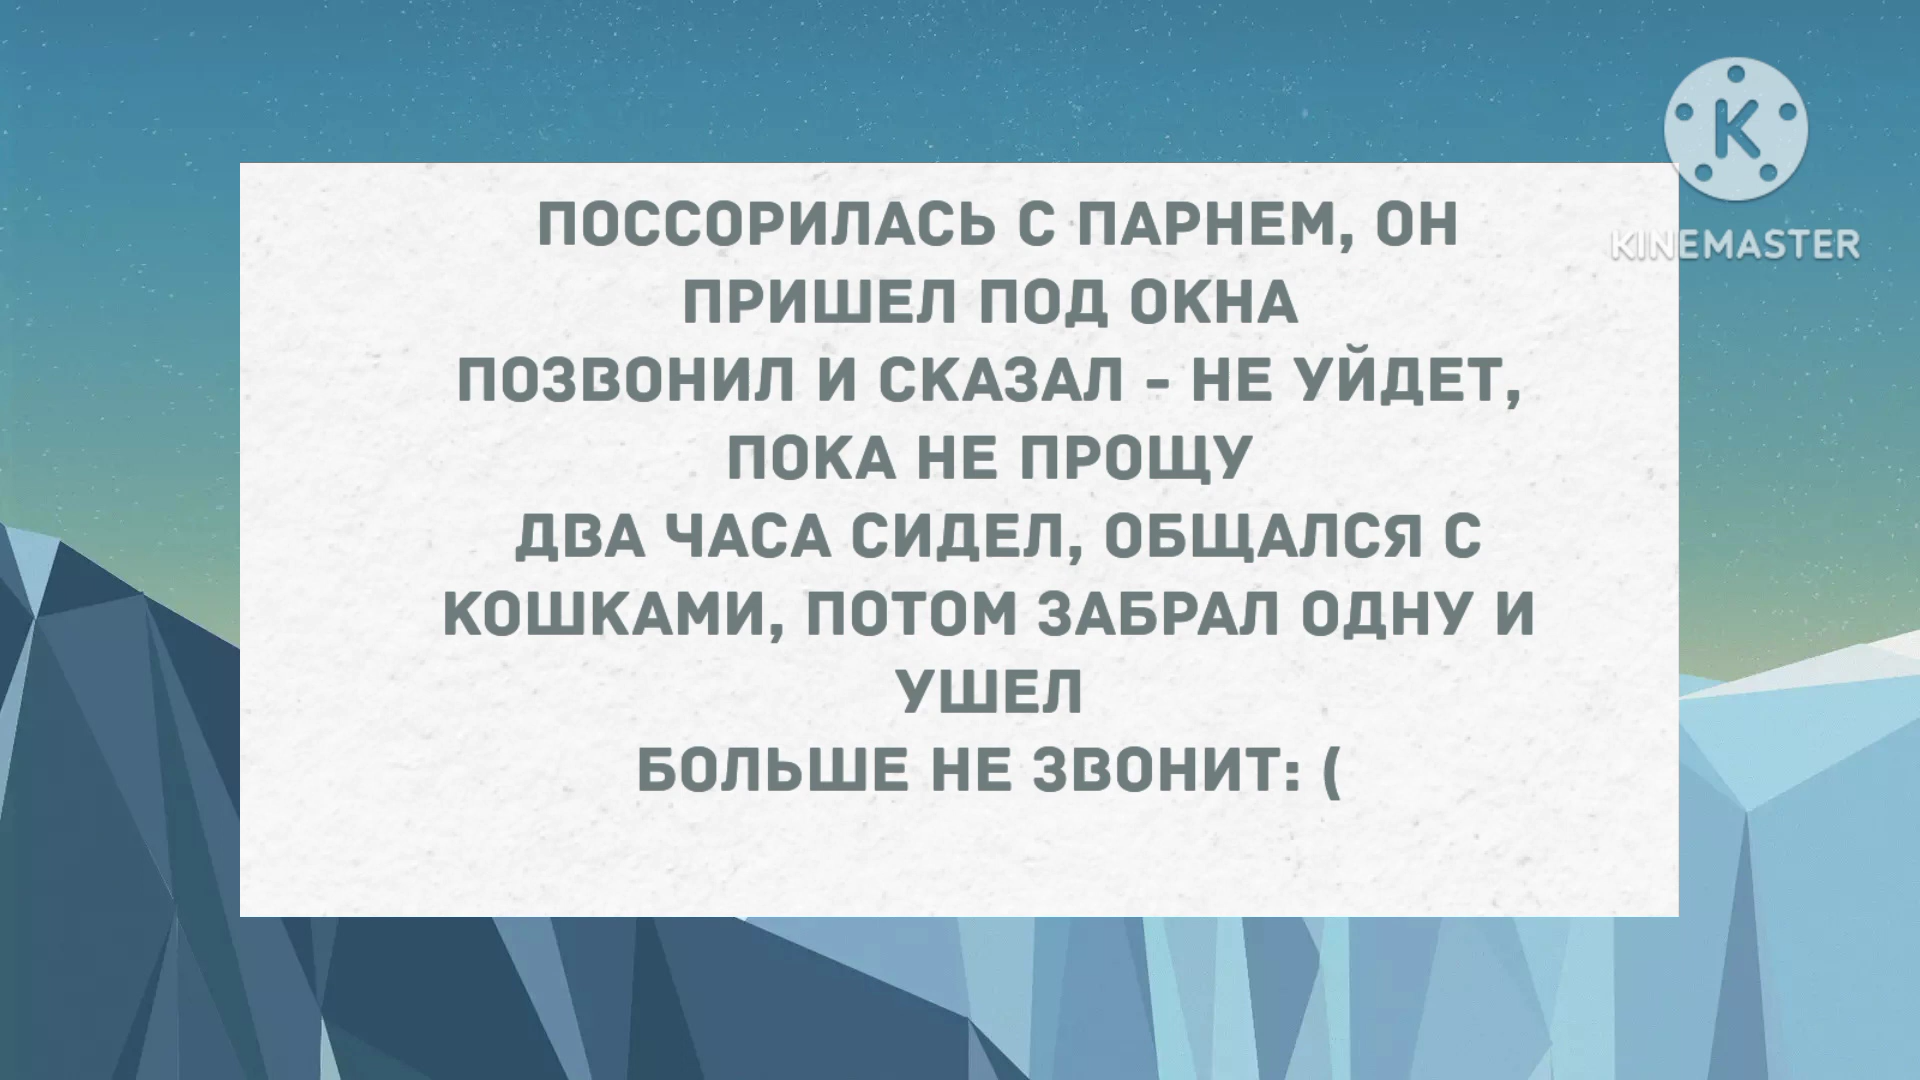 K
KINEMASTER
ПОССОРИЛАСЬ С ПАРНЕМ, ОН
ПРИШЕЛ ПОД ОКНА
ПОЗВОНИЛ И СКАЗАЛ - НЕ УЙДЕТ,
ПОКА НЕ ПРОЩУ
ДВА ЧАСА СИДЕЛ, ОБЩАЛСЯ С
КОШКАМИ, ПОТОМ ЗАБРАЛ ОДНУ И
УШЕЛ
БОЛЬШЕ НЕ ЗВОНИТ: (